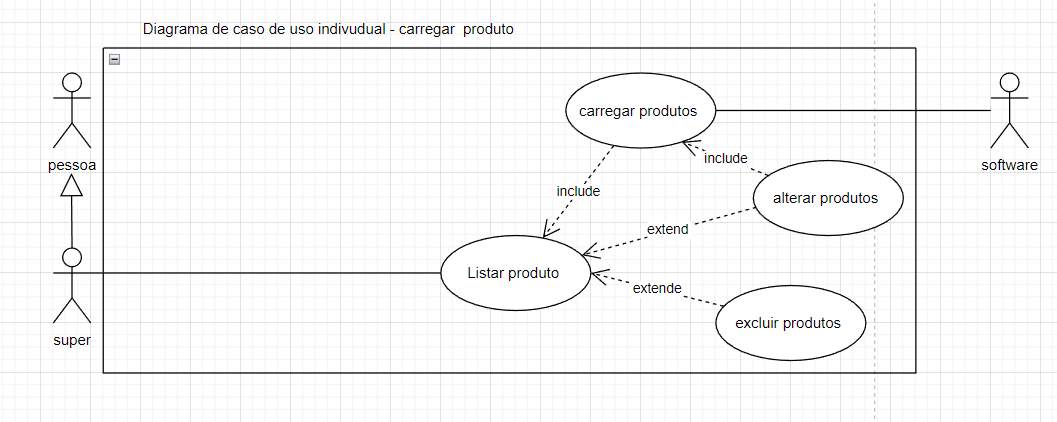 Diagrama de caso de uso indivudual - carregar produto
pessoa
carregar produtos
software
include
include
alterar produtos
extend
Listar produto
extende
excluir produtos
super